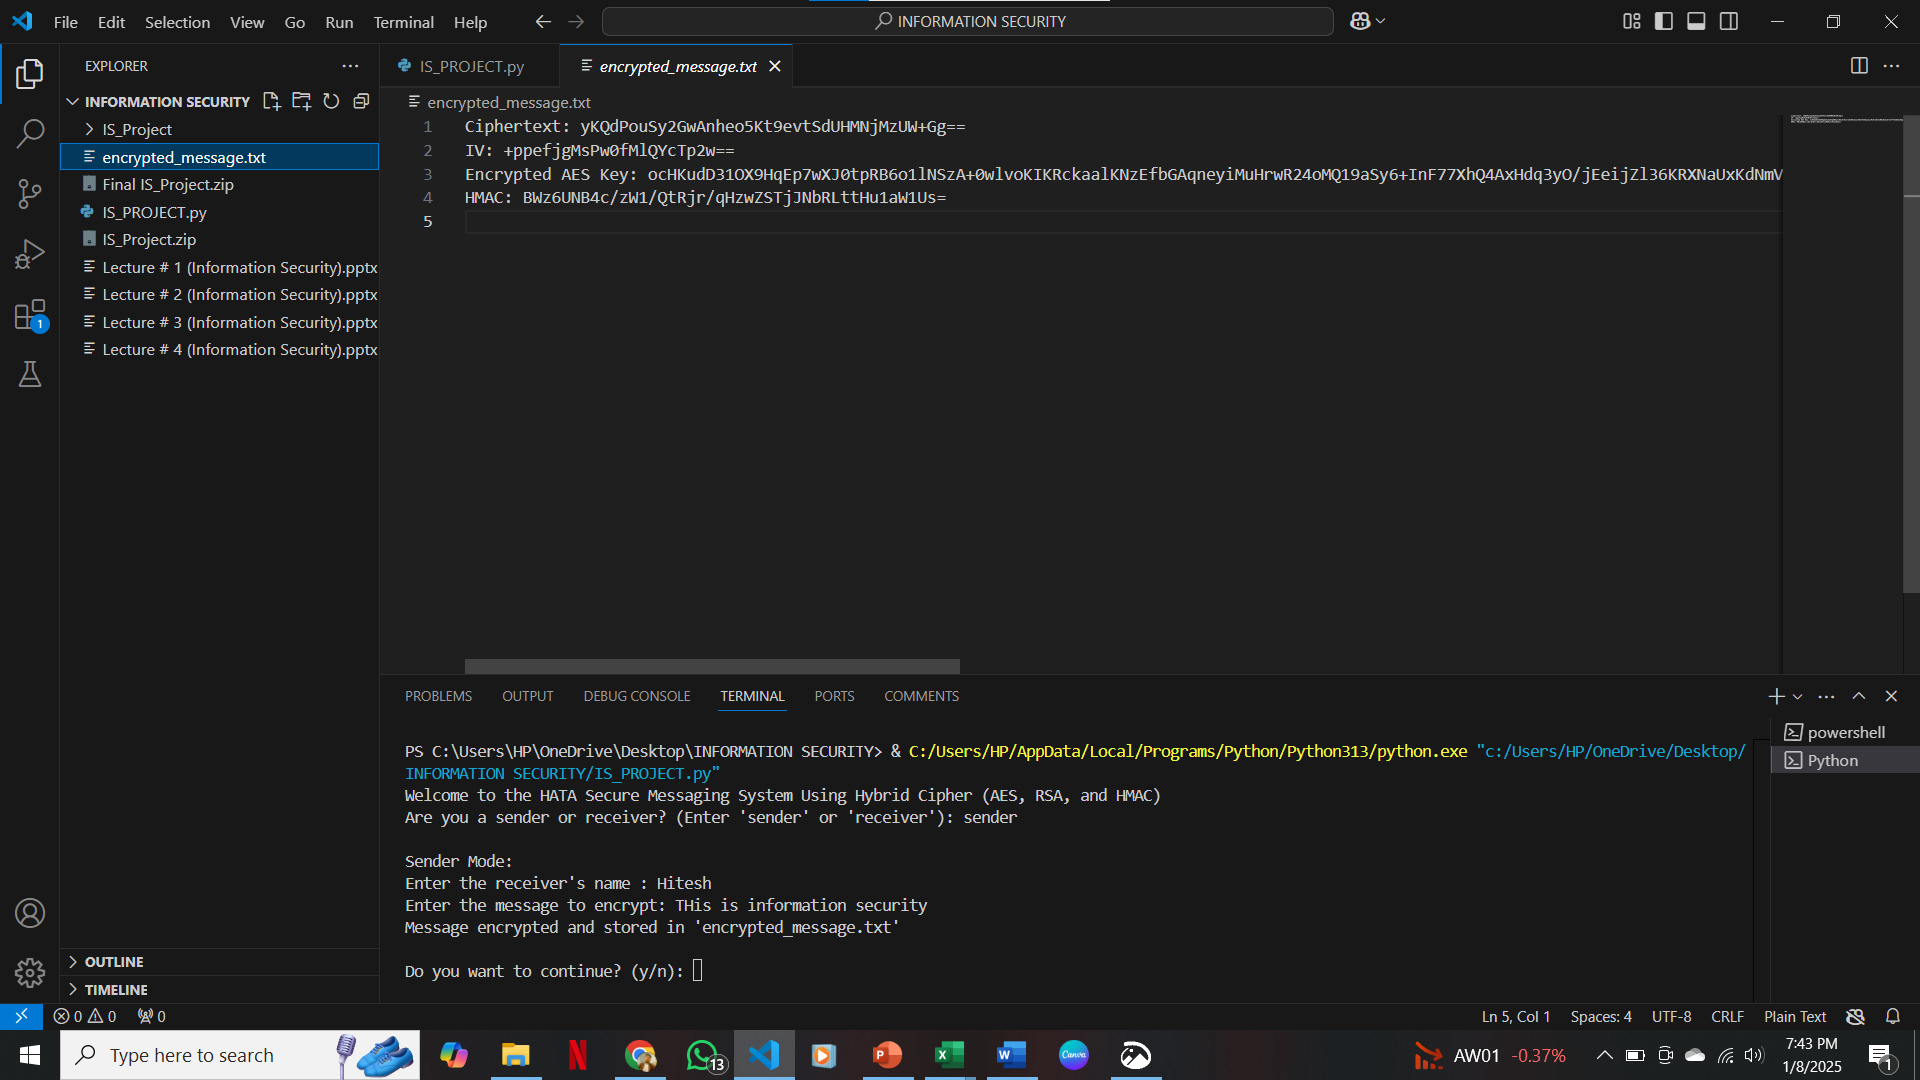 File Edit Selection View Go Run Terminal Help
INFORMATION SECURITY
EXPLORER
INFORMATION SECURITY
IS_Project
encrypted_message.txt
Final IS_Project.zip
IS_PROJECT.py
IS_Project.zip
Lecture # 1 (Information Security).pptx
Lecture # 2 (Information Security).pptx
Lecture # 3 (Information Security).pptx
Lecture # 4 (Information Security).pptx
1
OUTLINE
TIMELINE
IS_PROJECT.py
encrypted_message.txt
encrypted_message.txt
1 Ciphertext: yKQdPouSy2GwAnheo5Kt9evtSdUHMNjMzUW+Gg==
2 IV: +ppefjgMsPw0fMlQYcTp2w==
3 Encrypted AES Key: ocHKudD31OX9HqEp7wXJ0tpRB6o1lNSzA+0wlvoKIKRckaalKNzEfbGAqneyiMuHrwR24oMQ19aSy6+InF77XhQ4AxHdq3yO/jEeijZl36KRXNaUxKdNmV
4 HMAC: BWz6UNB4c/zW1/QtRjr/qHzwZSTjJNbRLttHu1aW1Us=
5
PROBLEMS OUTPUT DEBUG CONSOLE TERMINAL PORTS COMMENTS
powershell
Python
PS C:\Users\HP\OneDrive\Desktop\INFORMATION SECURITY> & C:/Users/HP/AppData/Local/Programs/Python/Python313/python.exe "c:/Users/HP/OneDrive/Desktop/
INFORMATION SECURITY/IS_PROJECT.py"
Welcome to the HATA Secure Messaging System Using Hybrid Cipher (AES, RSA, and HMAC)
Are you a sender or receiver? (Enter 'sender' or 'receiver'): sender
Sender Mode:
Enter the receiver's name : Hitesh
Enter the message to encrypt: THis is information security
Message encrypted and stored in 'encrypted_message.txt'
Do you want to continue? (y/n):
0 0 0
Ln 5, Col 1 Spaces: 4 UTF-8 CRLF Plain Text
Type here to search
13
Canva
AW01 -0.37%
7:43 PM
1/8/2025
1